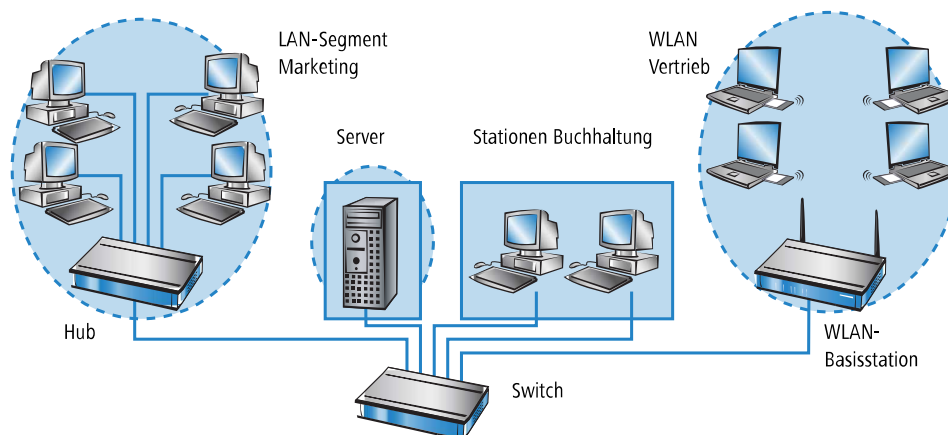 LAN-Segment
Marketing
WLAN
Vertrieb
Server
Stationen Buchhaltung
Hub
WLAN-
Basisstation
Switch